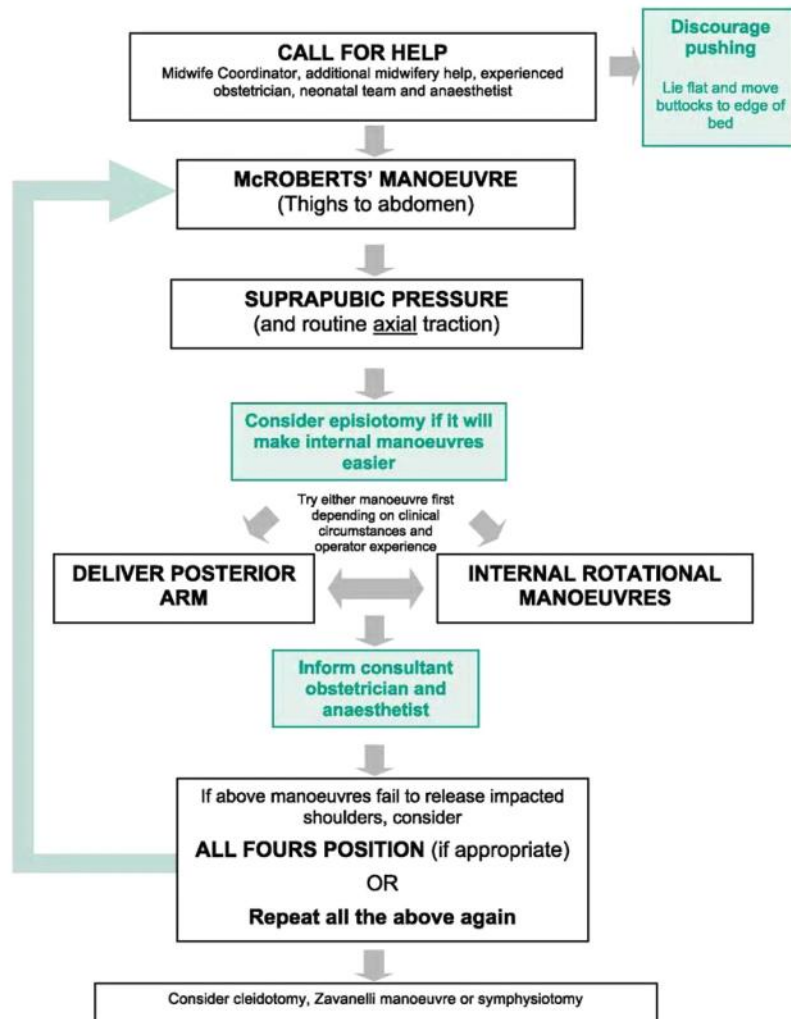 CALL FOR HELP
Midwife Coordinator, additional midwifery help, experienced
obstetrician, neonatal team and anaesthetist
Discourage
pushing
Lie flat and move
buttocks to edge of
bed
McROBERTS' MANOEUVRE
(Thighs to abdomen)
SUPRAPUBIC PRESSURE
(and routine axial traction)
Consider episiotomy if it will
make internal manoeuvres
easier
Try either manoeuvre first
depending on clinical
circumstances and
operator experience
DELIVER POSTERIOR
ARM
INTERNAL ROTATIONAL
MANOEUVRES
Inform consultant
obstetrician and
anaesthetist
If above manoeuvres fail to release impacted
shoulders, consider
ALL FOURS POSITION (if appropriate)
OR
Repeat all the above again
Consider cleidotomy, Zavanelli manoeuvre or symphysiotomy